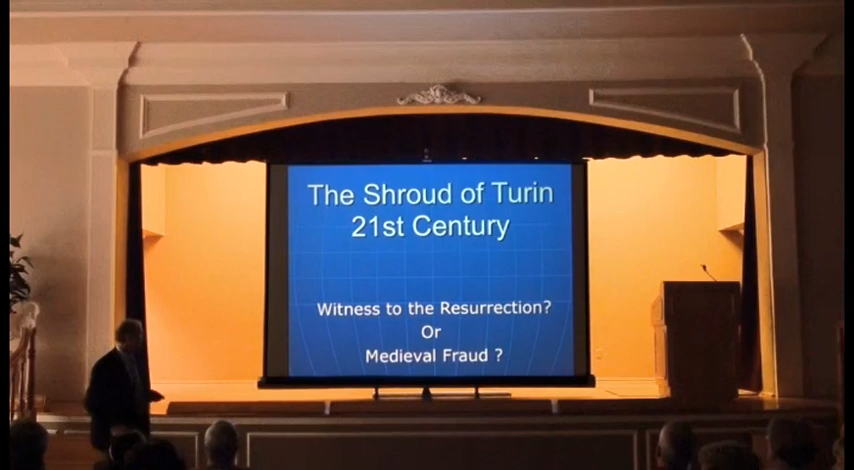 The Shroud of Turin
21st Century
Witness to the Resurrection?
Or
Medieval Fraud ?